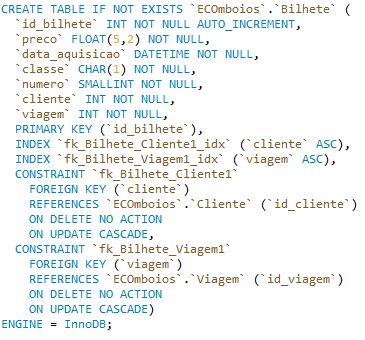 CREATE TABLE IF NOT EXISTS `ECOmboios`.`Bilhete` (
`id_bilhete` INT NOT NULL AUTO_INCREMENT,
`preco` FLOAT(5,2) NOT NULL,
`data_aquisicao` DATETIME NOT NULL,
`classe` CHAR(1) NOT NULL,
`numero` SMALLINT NOT NULL,
`cliente` INT NOT NULL,
`viagem` INT NOT NULL,
PRIMARY KEY (`id_bilhete`),
INDEX `fk_Bilhete_Cliente1_idx` (`cliente` ASC),
INDEX `fk_Bilhete_Viagem1_idx` (`viagem` ASC),
CONSTRAINT `fk_Bilhete_Cliente1`
FOREIGN KEY (`cliente`)
REFERENCES `ECOmboios`.`Cliente` (`id_cliente`)
ON DELETE NO ACTION
ON UPDATE CASCADE,
CONSTRAINT `fk_Bilhete_Viagem1`
FOREIGN KEY (`viagem`)
REFERENCES `ECOmboios`.`Viagem` (`id_viagem`)
ON DELETE NO ACTION
ON UPDATE CASCADE)
ENGINE = InnoDB;